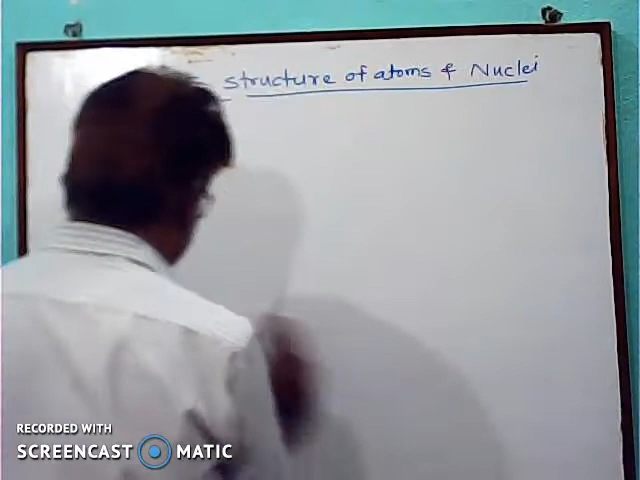 structure of atoms & Nuclei
RECORDED WITH
SCREENCAST MATIC